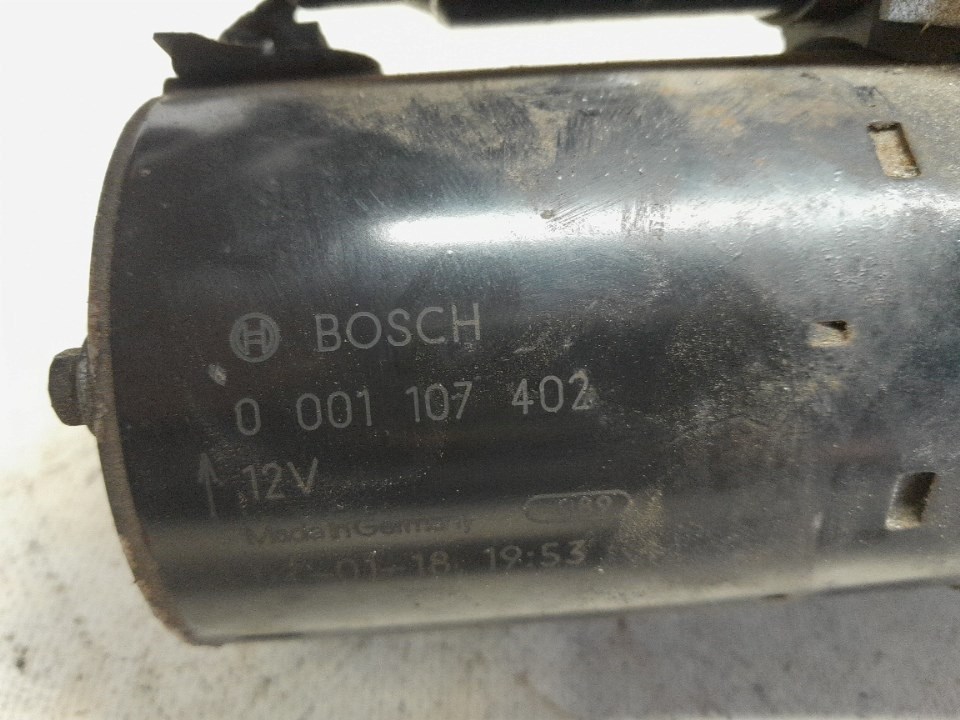 BOSCH
0 001 107 402
12V
Made in Germany
-01-18 19:53